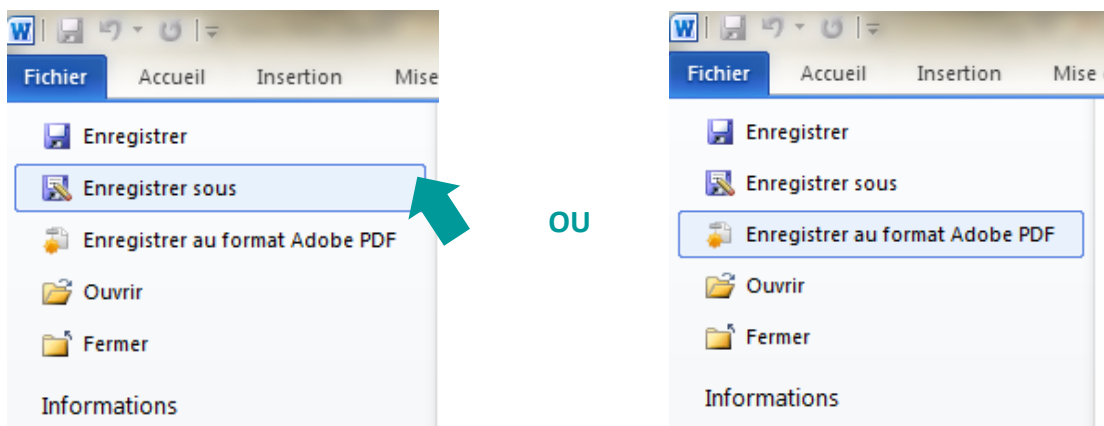 W
Fichier Accueil Insertion Mise
Enregistrer
Enregistrer sous
Enregistrer au format Adobe PDF
Ouvrir
Fermer
Informations
OU
W
Fichier Accueil Insertion Mise
Enregistrer
Enregistrer sous
Enregistrer au format Adobe PDF
Ouvrir
Fermer
Informations